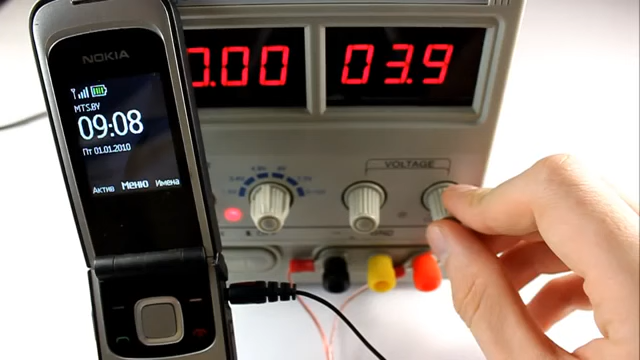 NOKIA
MTS.BY
09:08
Пт 01.01.2010
Актив Меню Имена
0.00
03.9
VOLTAGE